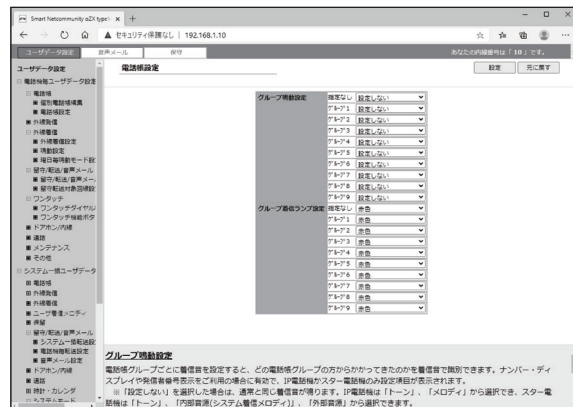 Smart Netcommunity αZX type
セキュリティ保護なし | 192.168.1.10
ユーザデータ設定 音声メール 保守
あなたの内線番号は「 10 」です。
ユーザデータ設定
電話帳設定
設定 元に戻す
電話機毎ユーザデータ設定
電話帳
個別電話帳構築
電話帳設定
外線発信
外線着信
外線着信設定
鳴動設定
曜日毎鳴動モード設
留守/転送/音声メー
留守/転送/音声メー
留守転送対象回線設
ワンタッチ
ワンタッチダイヤル
ワンタッチ機能ボタ
ドアホン/内線
通話
メンテナンス
その他
システム一括ユーザデータ
電話帳
外線発信
外線着信
ユーザ着信メロディ
保留
留守/転送/音声メール
システム一括転送設
電話機毎転送設定
音声メール設定
ドアホン/内線
通話
時計・カレンダ
システムモード
グループ鳴動設定 指定なし 設定しない
グループ1 設定しない
グループ2 設定しない
グループ3 設定しない
グループ4 設定しない
グループ5 設定しない
グループ6 設定しない
グループ7 設定しない
グループ8 設定しない
グループ9 設定しない
グループ着信ランプ設定 指定なし 赤色
グループ1 赤色
グループ2 赤色
グループ3 赤色
グループ4 赤色
グループ5 赤色
グループ6 赤色
グループ7 赤色
グループ8 赤色
グループ9 赤色
グループ鳴動設定
電話帳グループごとに着信音を設定すると、どの電話帳グループの方からかかってきたのかを着信音で識別できます。ナンバー・ディ
スプレイや発信者番号表示をご利用の場合に有効で、IP電話機かスター電話機のみ設定項目が表示されます。
※「設定しない」を選択した場合は、通常と同じ着信音が鳴ります。IP電話機は「トーン」、「メロディ」から選択でき、スター電
話機は「トーン」、「内部音源(システム着信メロディ)」、「外部音源」から選択できます。